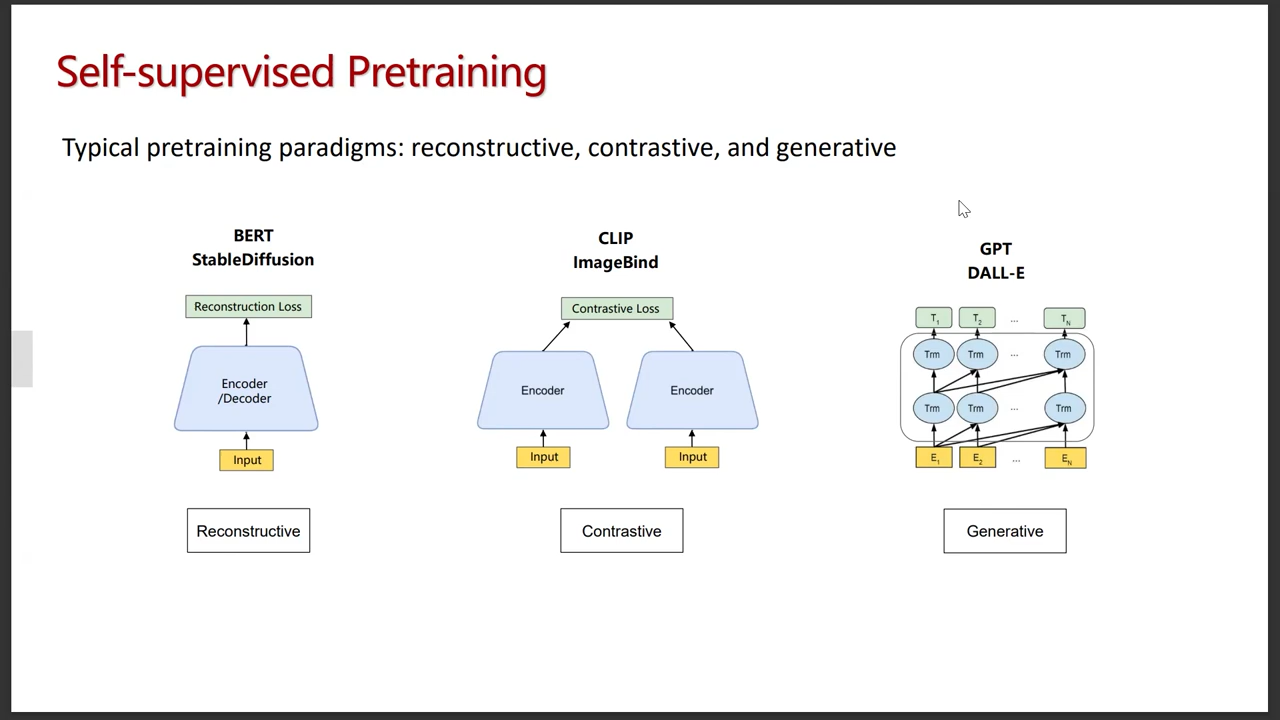 Self-supervised Pretraining
Typical pretraining paradigms: reconstructive, contrastive, and generative
BERT
StableDiffusion
Reconstruction Loss
Encoder
/Decoder
Input
Reconstructive
CLIP
ImageBind
Contrastive Loss
Encoder Encoder
Input Input
Contrastive
GPT
DALL-E
T1 T2 ... TN
Trm Trm ... Trm
Trm Trm ... Trm
E1 E2 ... EN
Generative